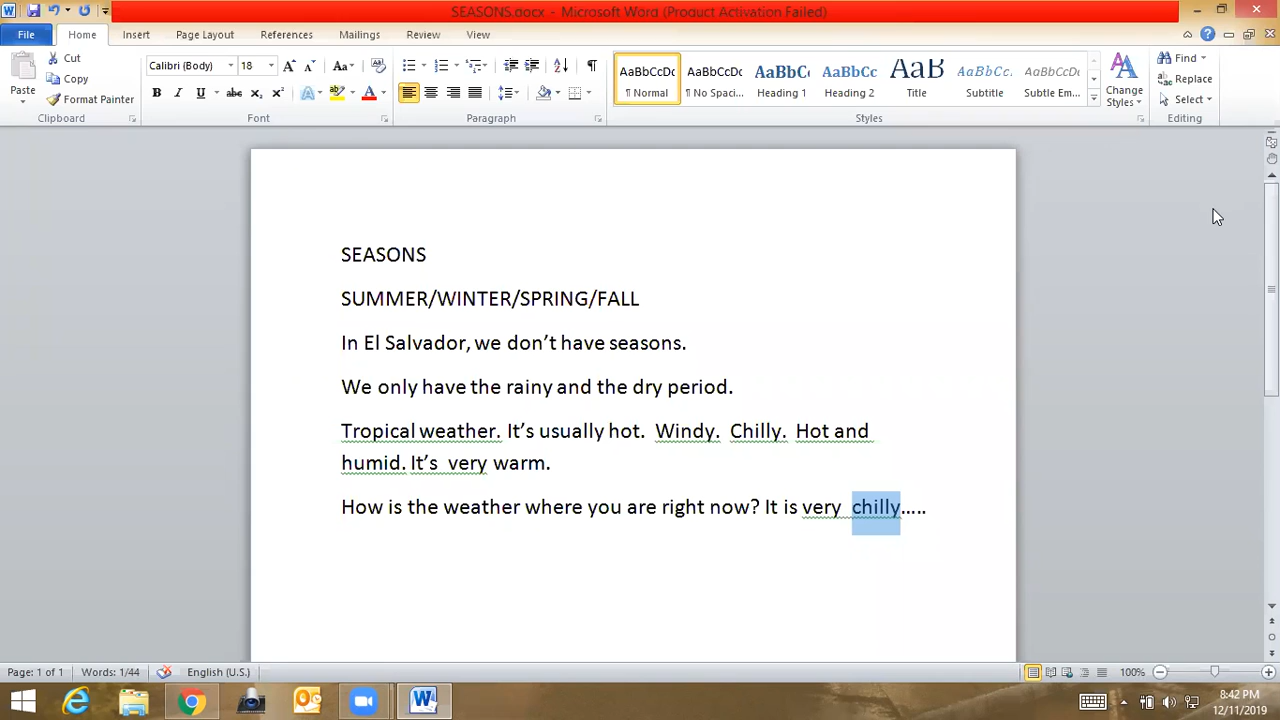 SEASONS.docx - Microsoft Word (Product Activation Failed)
File Home Insert Page Layout References Mailings Review View
Paste
Cut
Copy
Format Painter
Clipboard
Calibri (Body) 18
Aa
B I U abc x₂ x² A A
Font
Paragraph
AaBbCcDc AaBbCcDc AaBbC AaBbCc AaB AaBbCcL AaBbCcDL
¶ Normal ¶ No Spaci... Heading 1 Heading 2 Title Subtitle Subtle Em...
Styles
Change
Styles
Find
Replace
Select
Editing
SEASONS
SUMMER/WINTER/SPRING/FALL
In El Salvador, we don’t have seasons.
We only have the rainy and the dry period.
Tropical weather. It’s usually hot. Windy. Chilly. Hot and
humid. It’s very warm.
How is the weather where you are right now? It is very chilly.....
Page: 1 of 1 Words: 1/44 English (U.S.) 100%
8:42 PM
12/11/2019